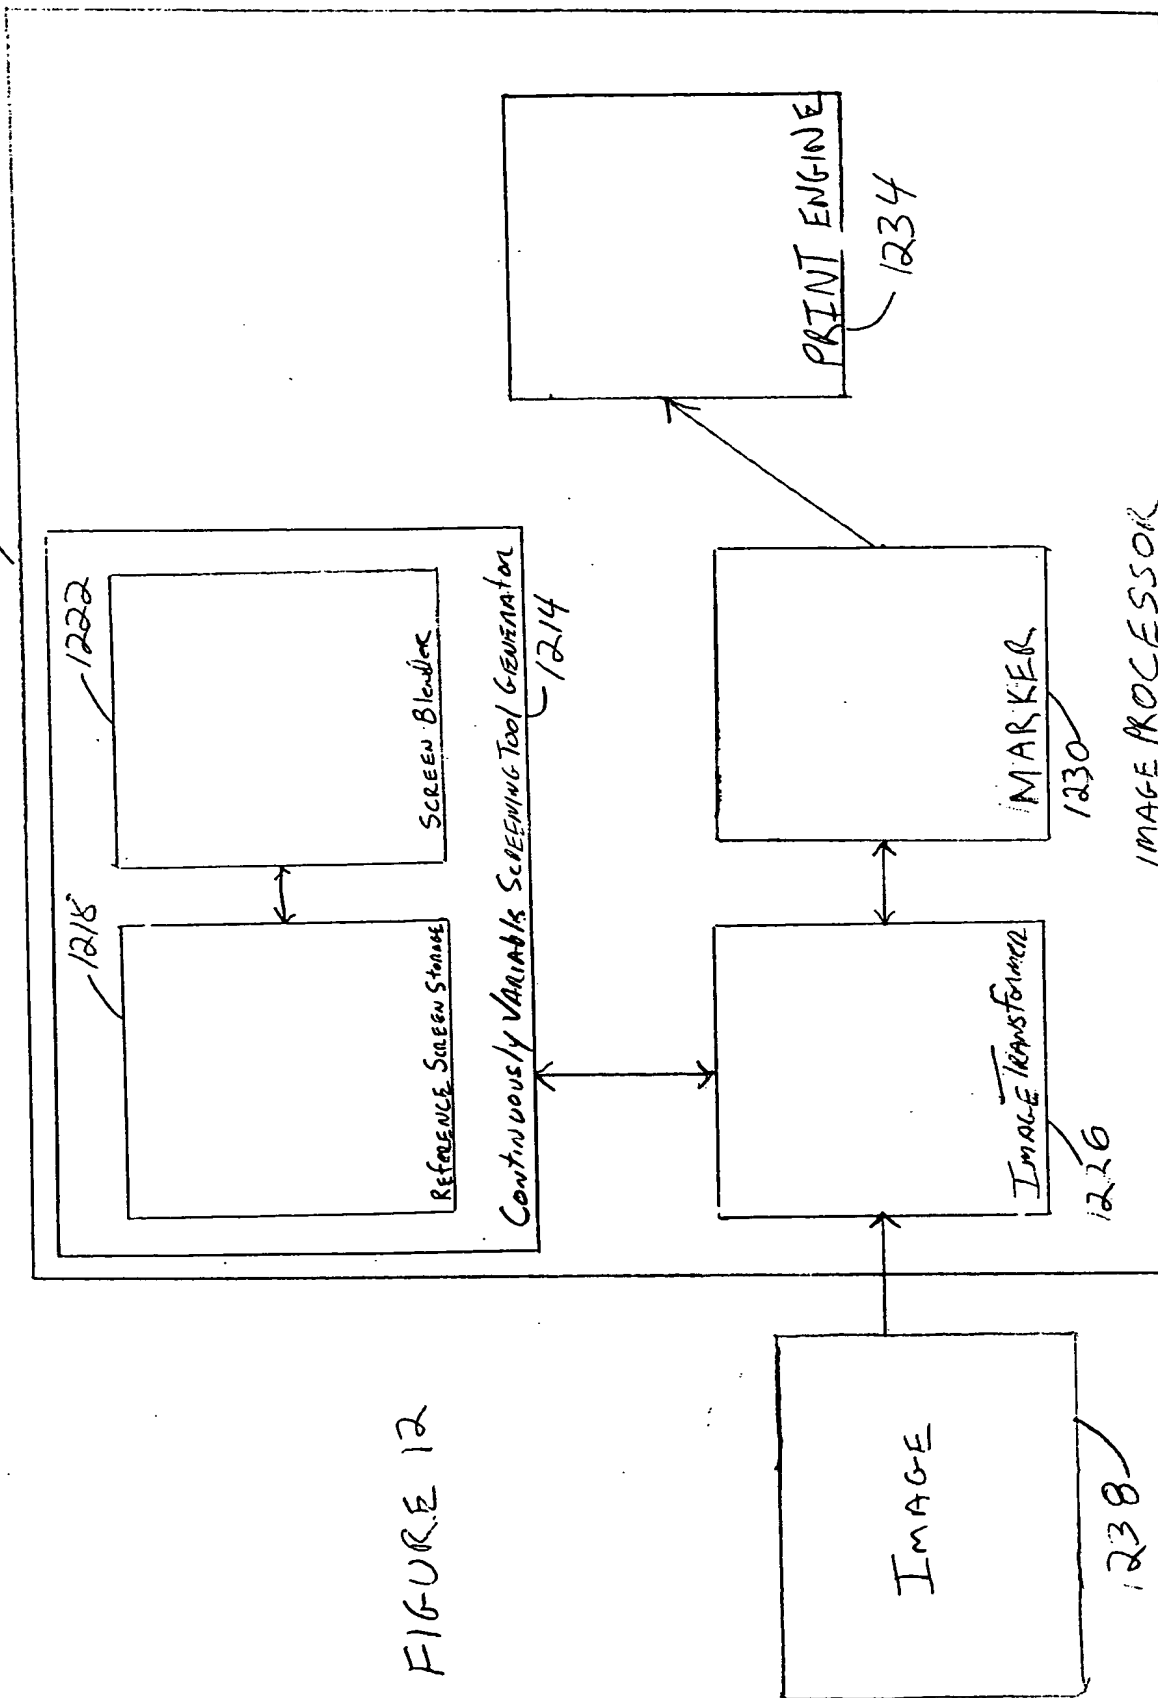 FIGURE 12
1218
1222
REFERENCE SCREEN STORAGE
SCREEN Blender
CONTINUOUSLY VARIABLE SCREENING TOOL GENERATOR
1214
IMAGE
1238
IMAGE TRANSFORMER
1226
MARKER
1230
PRINT ENGINE
1234
IMAGE PROCESSOR